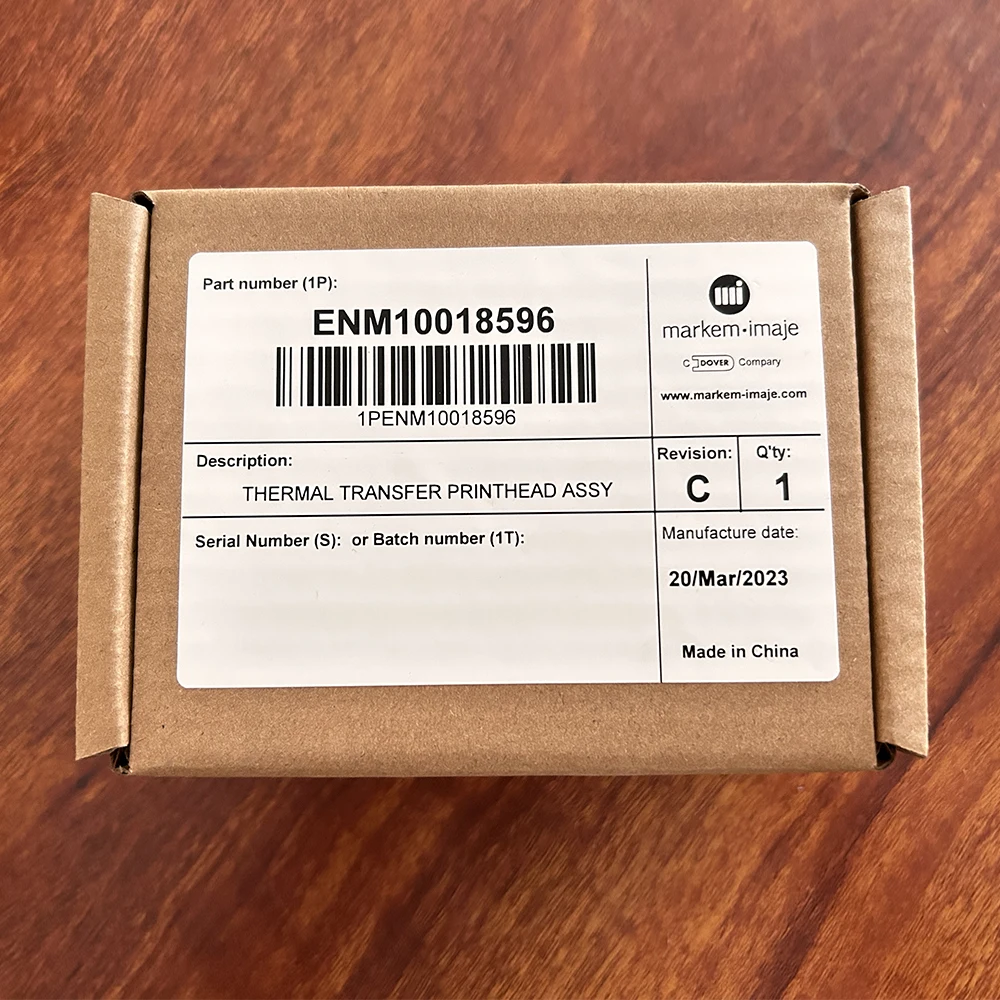 Part number (1P):
ENM10018596
1PENM10018596
mi
markem·imaje
DOVER Company
www.markem-imaje.com
Description:
THERMAL TRANSFER PRINTHEAD ASSY
Revision:
C
Q'ty:
1
Serial Number (S): or Batch number (1T):
Manufacture date:
20/Mar/2023
Made in China